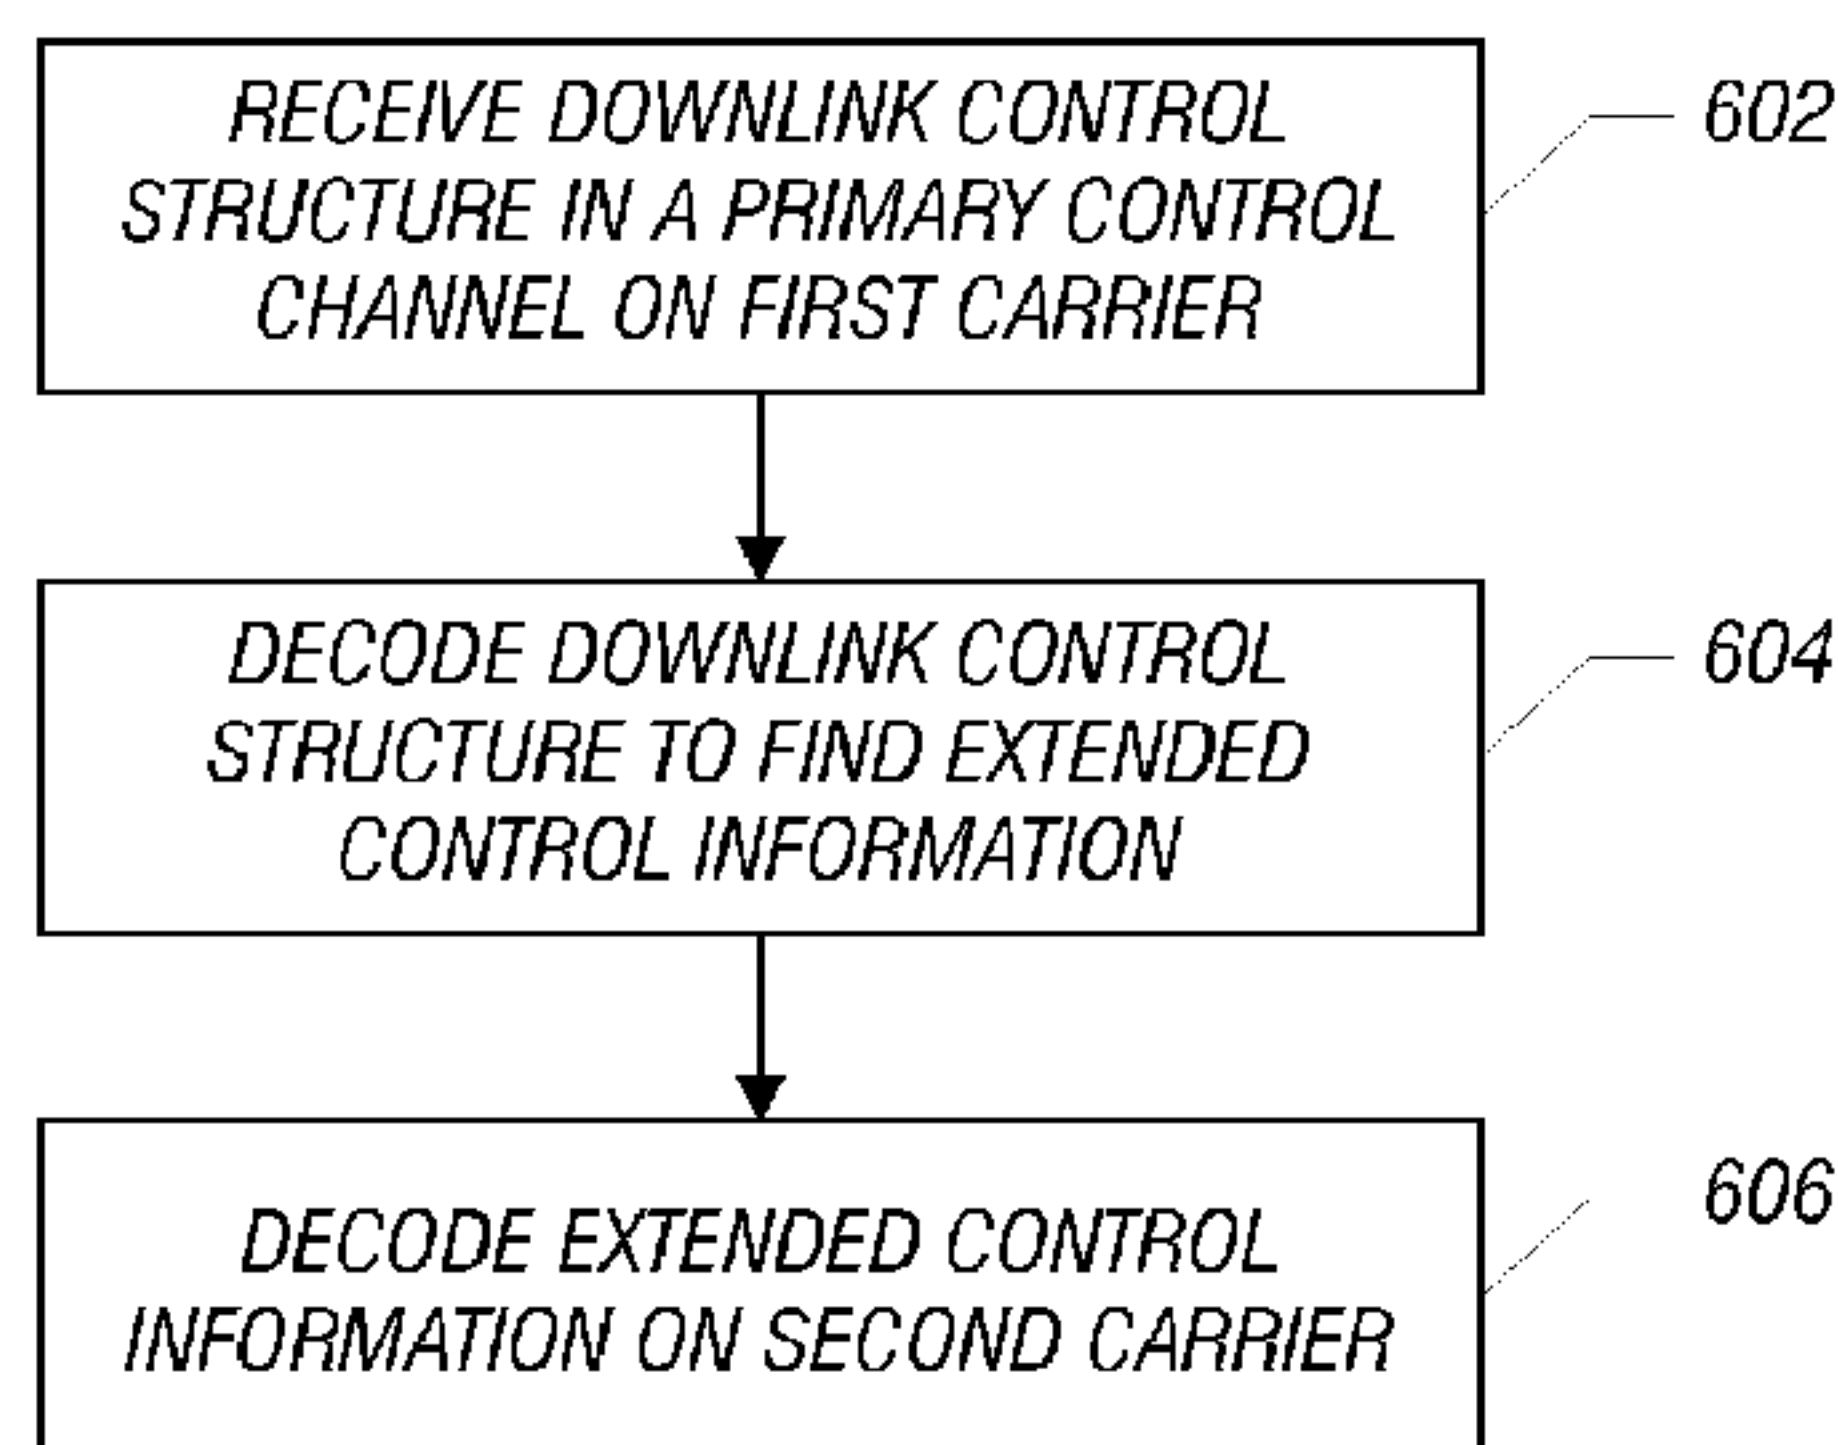 RECEIVE DOWNLINK CONTROL
STRUCTURE IN A PRIMARY CONTROL
CHANNEL ON FIRST CARRIER
602
DECODE DOWNLINK CONTROL
STRUCTURE TO FIND EXTENDED
CONTROL INFORMATION
604
DECODE EXTENDED CONTROL
INFORMATION ON SECOND CARRIER
606